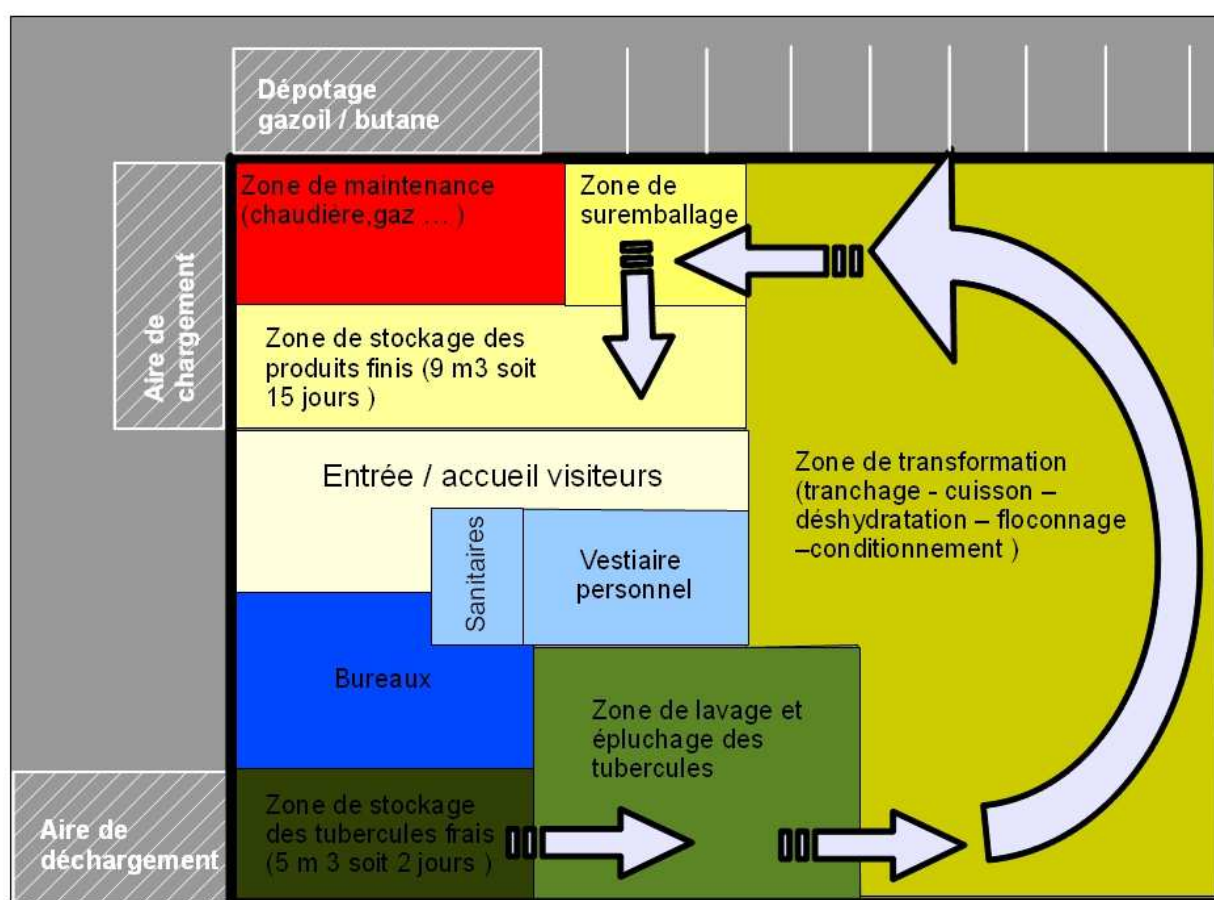 Dépotage
gazoil / butane
Zone de maintenance
(chaudière,gaz ... )
Zone de
suremballage
Aire de
chargement
Zone de stockage des
produits finis (9 m3 soit
15 jours )
Entrée / accueil visiteurs
Zone de transformation
(tranchage - cuisson –
déshydratation – floconnage
–conditionnement )
Sanitaires
Vestiaire
personnel
Bureaux
Zone de lavage et
épluchage des
tubercules
Aire de
déchargement
Zone de stockage
des tubercules frais
(5 m 3 soit 2 jours )